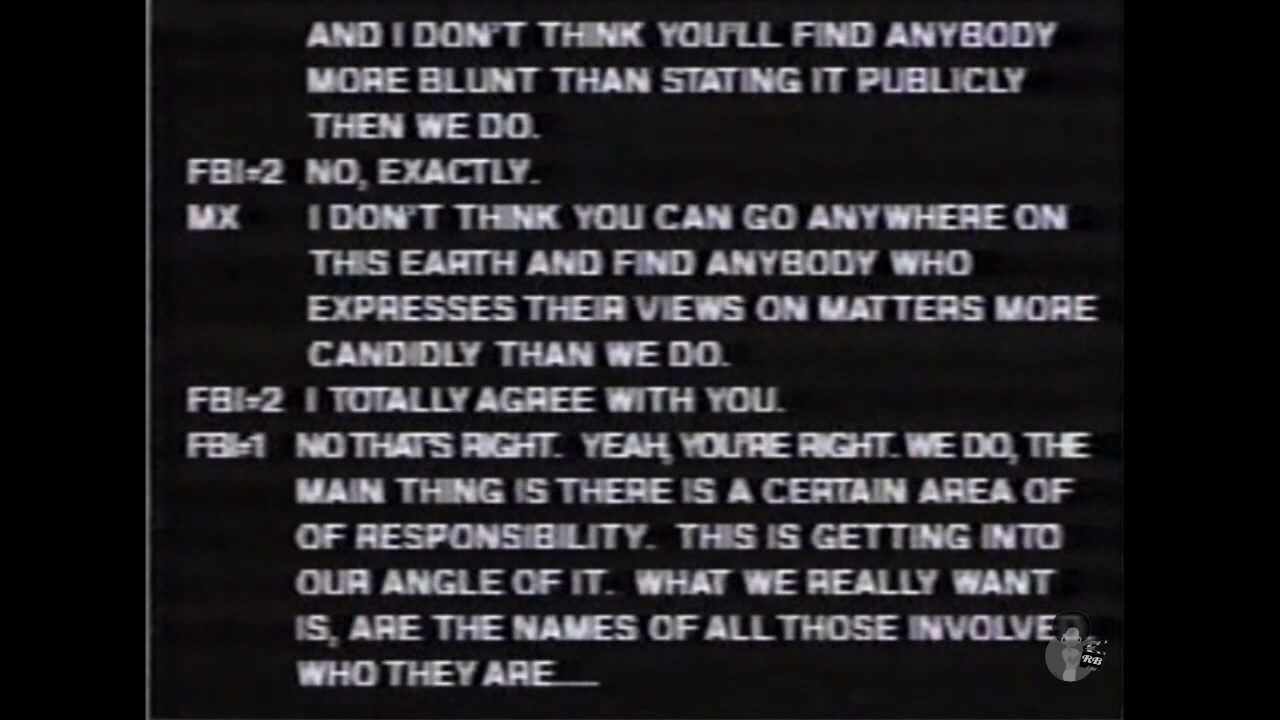 AND I DON'T THINK YOU'LL FIND ANYBODY
MORE BLUNT THAN STATING IT PUBLICLY
THEN WE DO.
FBI=2 NO, EXACTLY.
MX I DON'T THINK YOU CAN GO ANYWHERE ON
THIS EARTH AND FIND ANYBODY WHO
EXPRESSES THEIR VIEWS ON MATTERS MORE
CANDIDLY THAN WE DO.
FBI=2 I TOTALLY AGREE WITH YOU.
FBI=1 NO THAT'S RIGHT. YEAH, YOU'RE RIGHT. WE DO, THE
MAIN THING IS THERE IS A CERTAIN AREA OF
OF RESPONSIBILITY. THIS IS GETTING INTO
OUR ANGLE OF IT. WHAT WE REALLY WANT
IS, ARE THE NAMES OF ALL THOSE INVOLVE
WHO THEY ARE___
RB